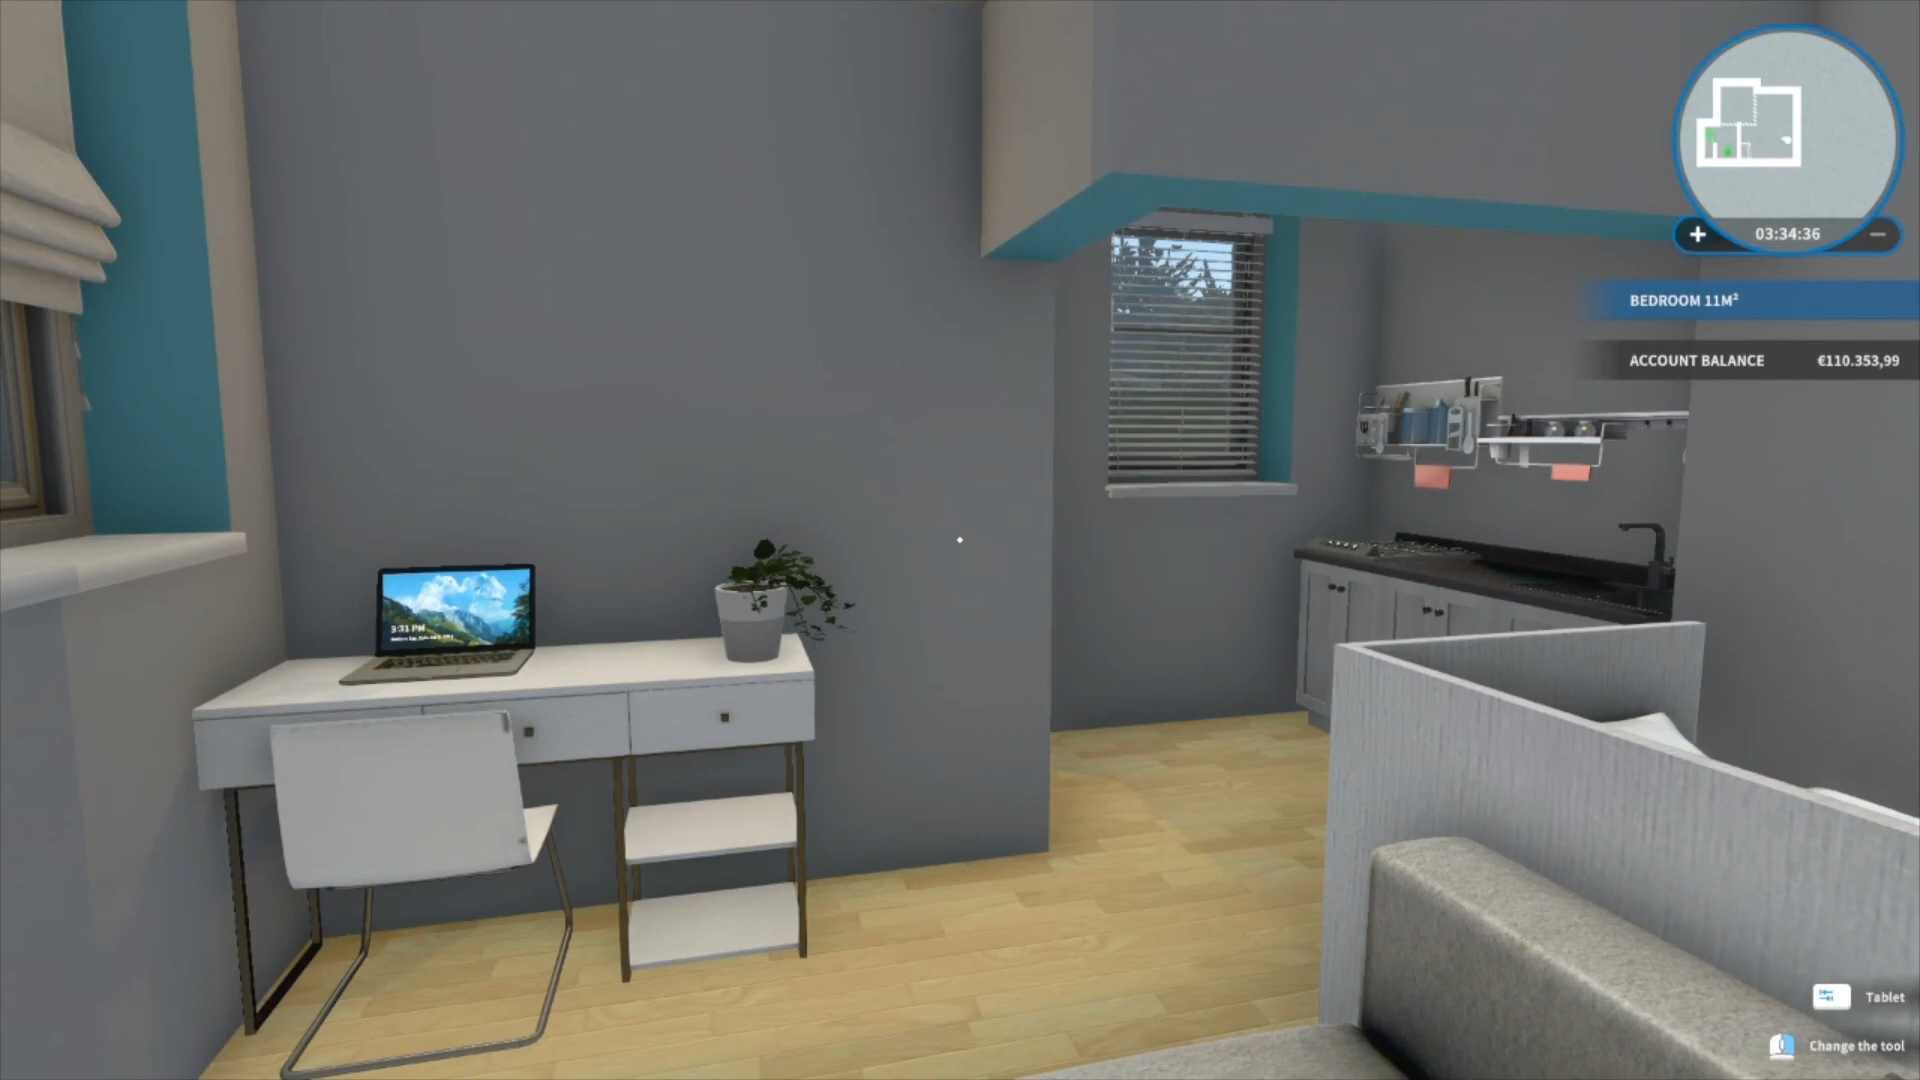 03:34:36
BEDROOM 11M²
ACCOUNT BALANCE €110.353,99
3:31 PM
Tablet
Change the tool